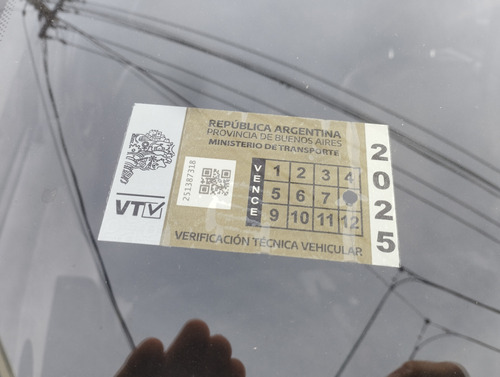 REPÚBLICA ARGENTINA
PROVINCIA DE BUENOS AIRES
MINISTERIO DE TRANSPORTE
251387318
VENCE
1 2 3 4
5 6 7
9 10 11 12
2025
VTV
VERIFICACIÓN TÉCNICA VEHICULAR